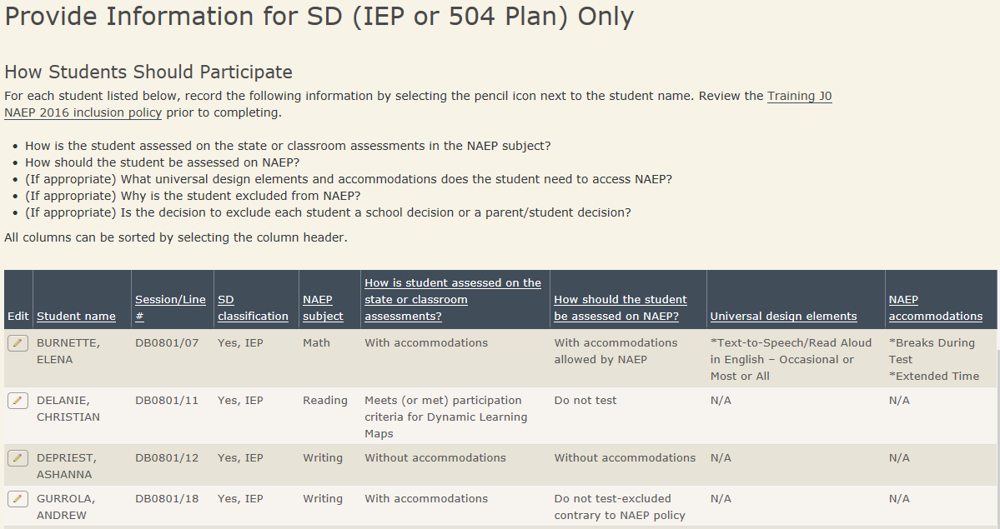 Provide Information for SD (IEP or 504 Plan) Only
How Students Should Participate
For each student listed below, record the following information by selecting the pencil icon next to the student name. Review the Training J0
NAEP 2016 inclusion policy prior to completing.
• How is the student assessed on the state or classroom assessments in the NAEP subject?
• How should the student be assessed on NAEP?
• (If appropriate) What universal design elements and accommodations does the student need to access NAEP?
• (If appropriate) Why is the student excluded from NAEP?
• (If appropriate) Is the decision to exclude each student a school decision or a parent/student decision?
All columns can be sorted by selecting the column header.
Edit
Student name
Session/Line
#
SD
classification
NAEP
subject
How is student assessed on the
state or classroom
assessments?
How should the student
be assessed on NAEP?
Universal design elements
NAEP
accommodations
BURNETTE,
ELENA
DB0801/07
Yes, IEP
Math
With accommodations
With accommodations
allowed by NAEP
*Text-to-Speech/Read Aloud
in English – Occasional or
Most or All
*Breaks During
Test
*Extended Time
DELANIE,
CHRISTIAN
DB0801/11
Yes, IEP
Reading
Meets (or met) participation
criteria for Dynamic Learning
Maps
Do not test
N/A
N/A
DEPRIEST,
ASHANNA
DB0801/12
Yes, IEP
Writing
Without accommodations
Without accommodations
N/A
N/A
GURROLA,
ANDREW
DB0801/18
Yes, IEP
Writing
With accommodations
Do not test-excluded
contrary to NAEP policy
N/A
N/A